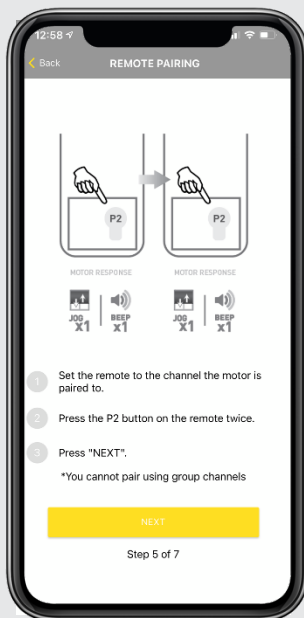 12:58
Back
REMOTE PAIRING
P2
P2
MOTOR RESPONSE
MOTOR RESPONSE
JOG x1
BEEP x1
JOG x1
BEEP x1
1 Set the remote to the channel the motor is
paired to.
2 Press the P2 button on the remote twice.
3 Press "NEXT".
*You cannot pair using group channels
NEXT
Step 5 of 7